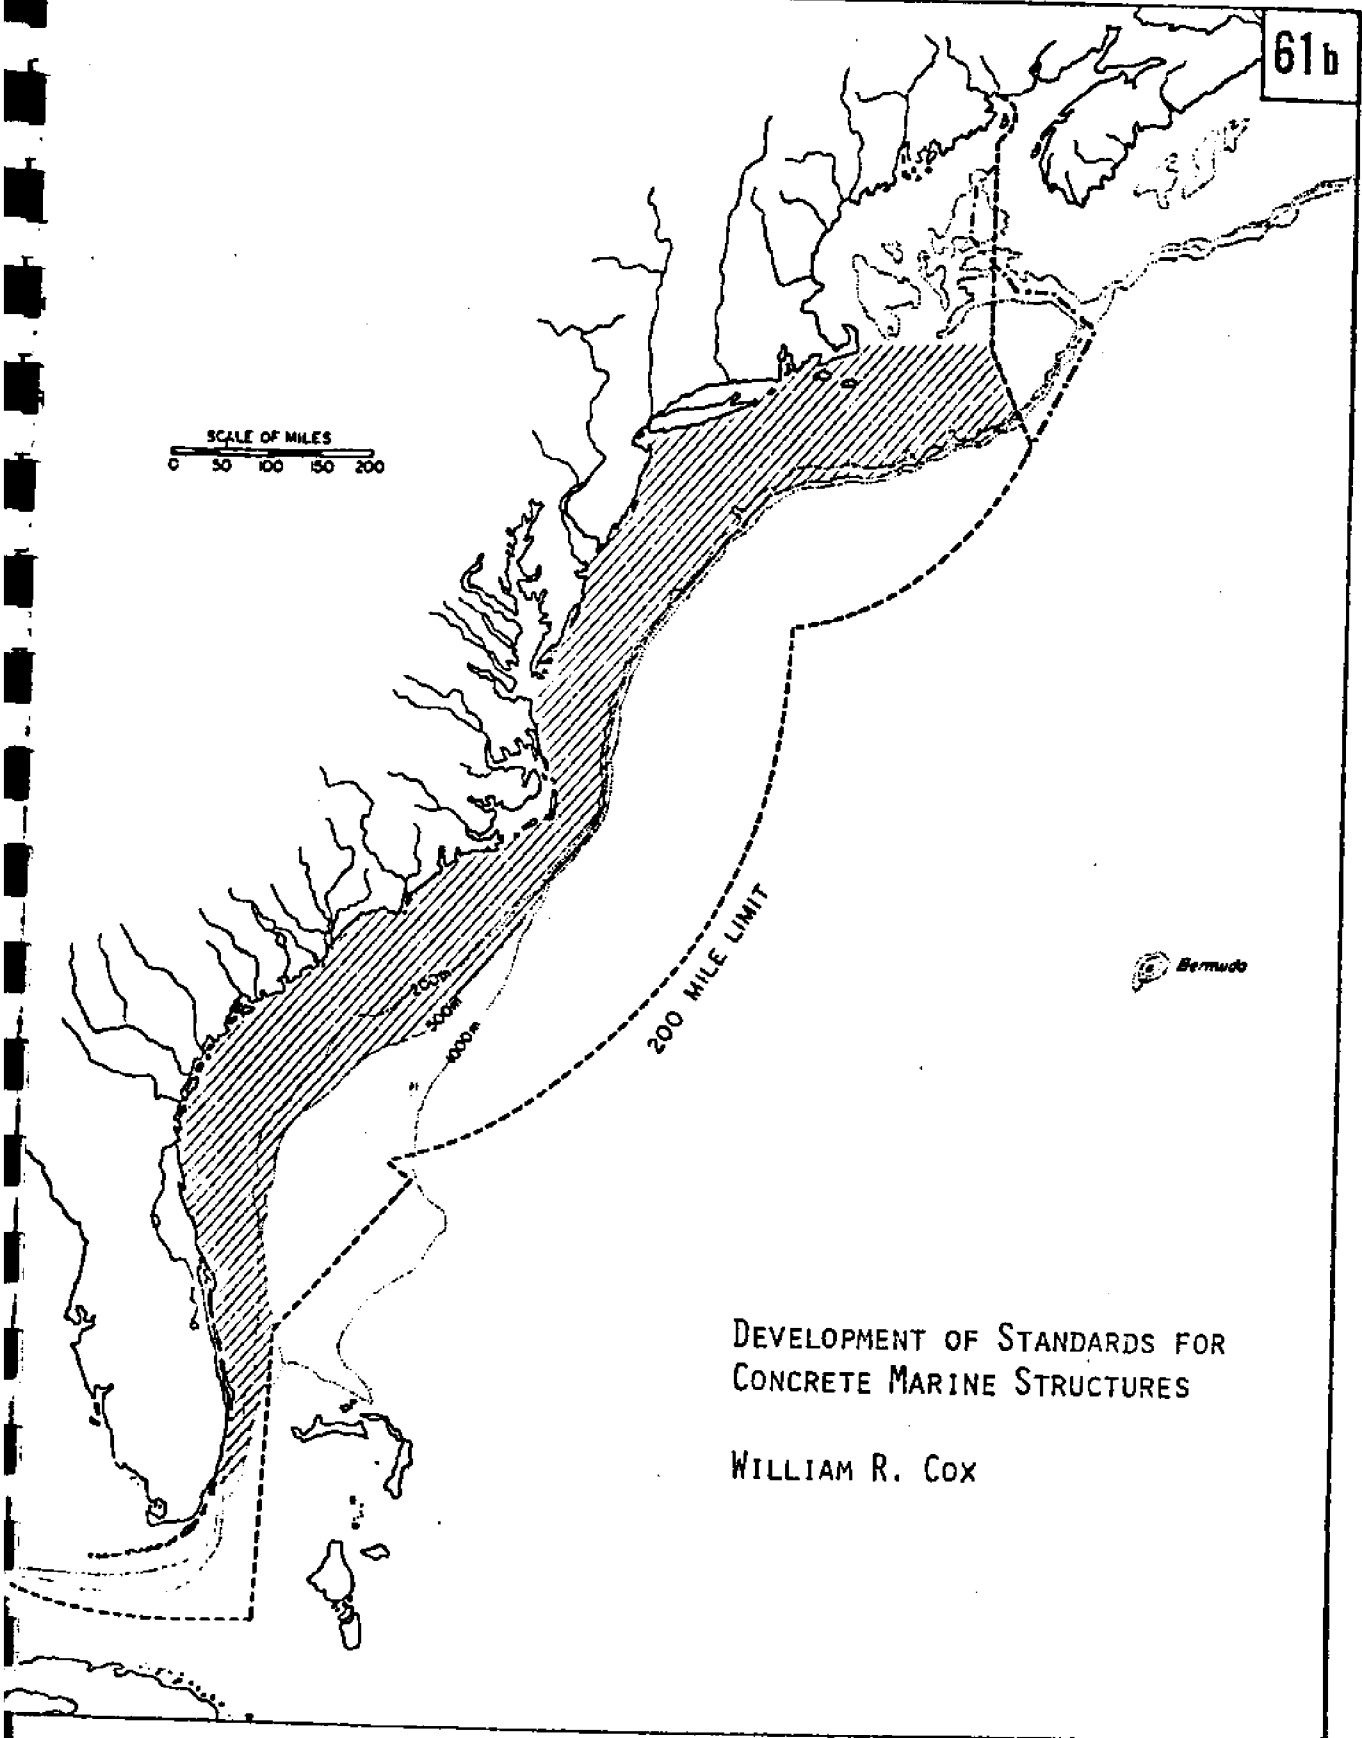 61b
SCALE OF MILES
0 50 100 150 200
200m
500m
1000m
200 MILE LIMIT
Bermuda
DEVELOPMENT OF STANDARDS FOR
CONCRETE MARINE STRUCTURES
WILLIAM R. COX